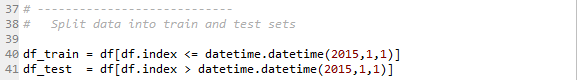 37 # ----------------------------
38 #   Split data into train and test sets
39
40 df_train = df[df.index <= datetime.datetime(2015,1,1)]
41 df_test  = df[df.index > datetime.datetime(2015,1,1)]